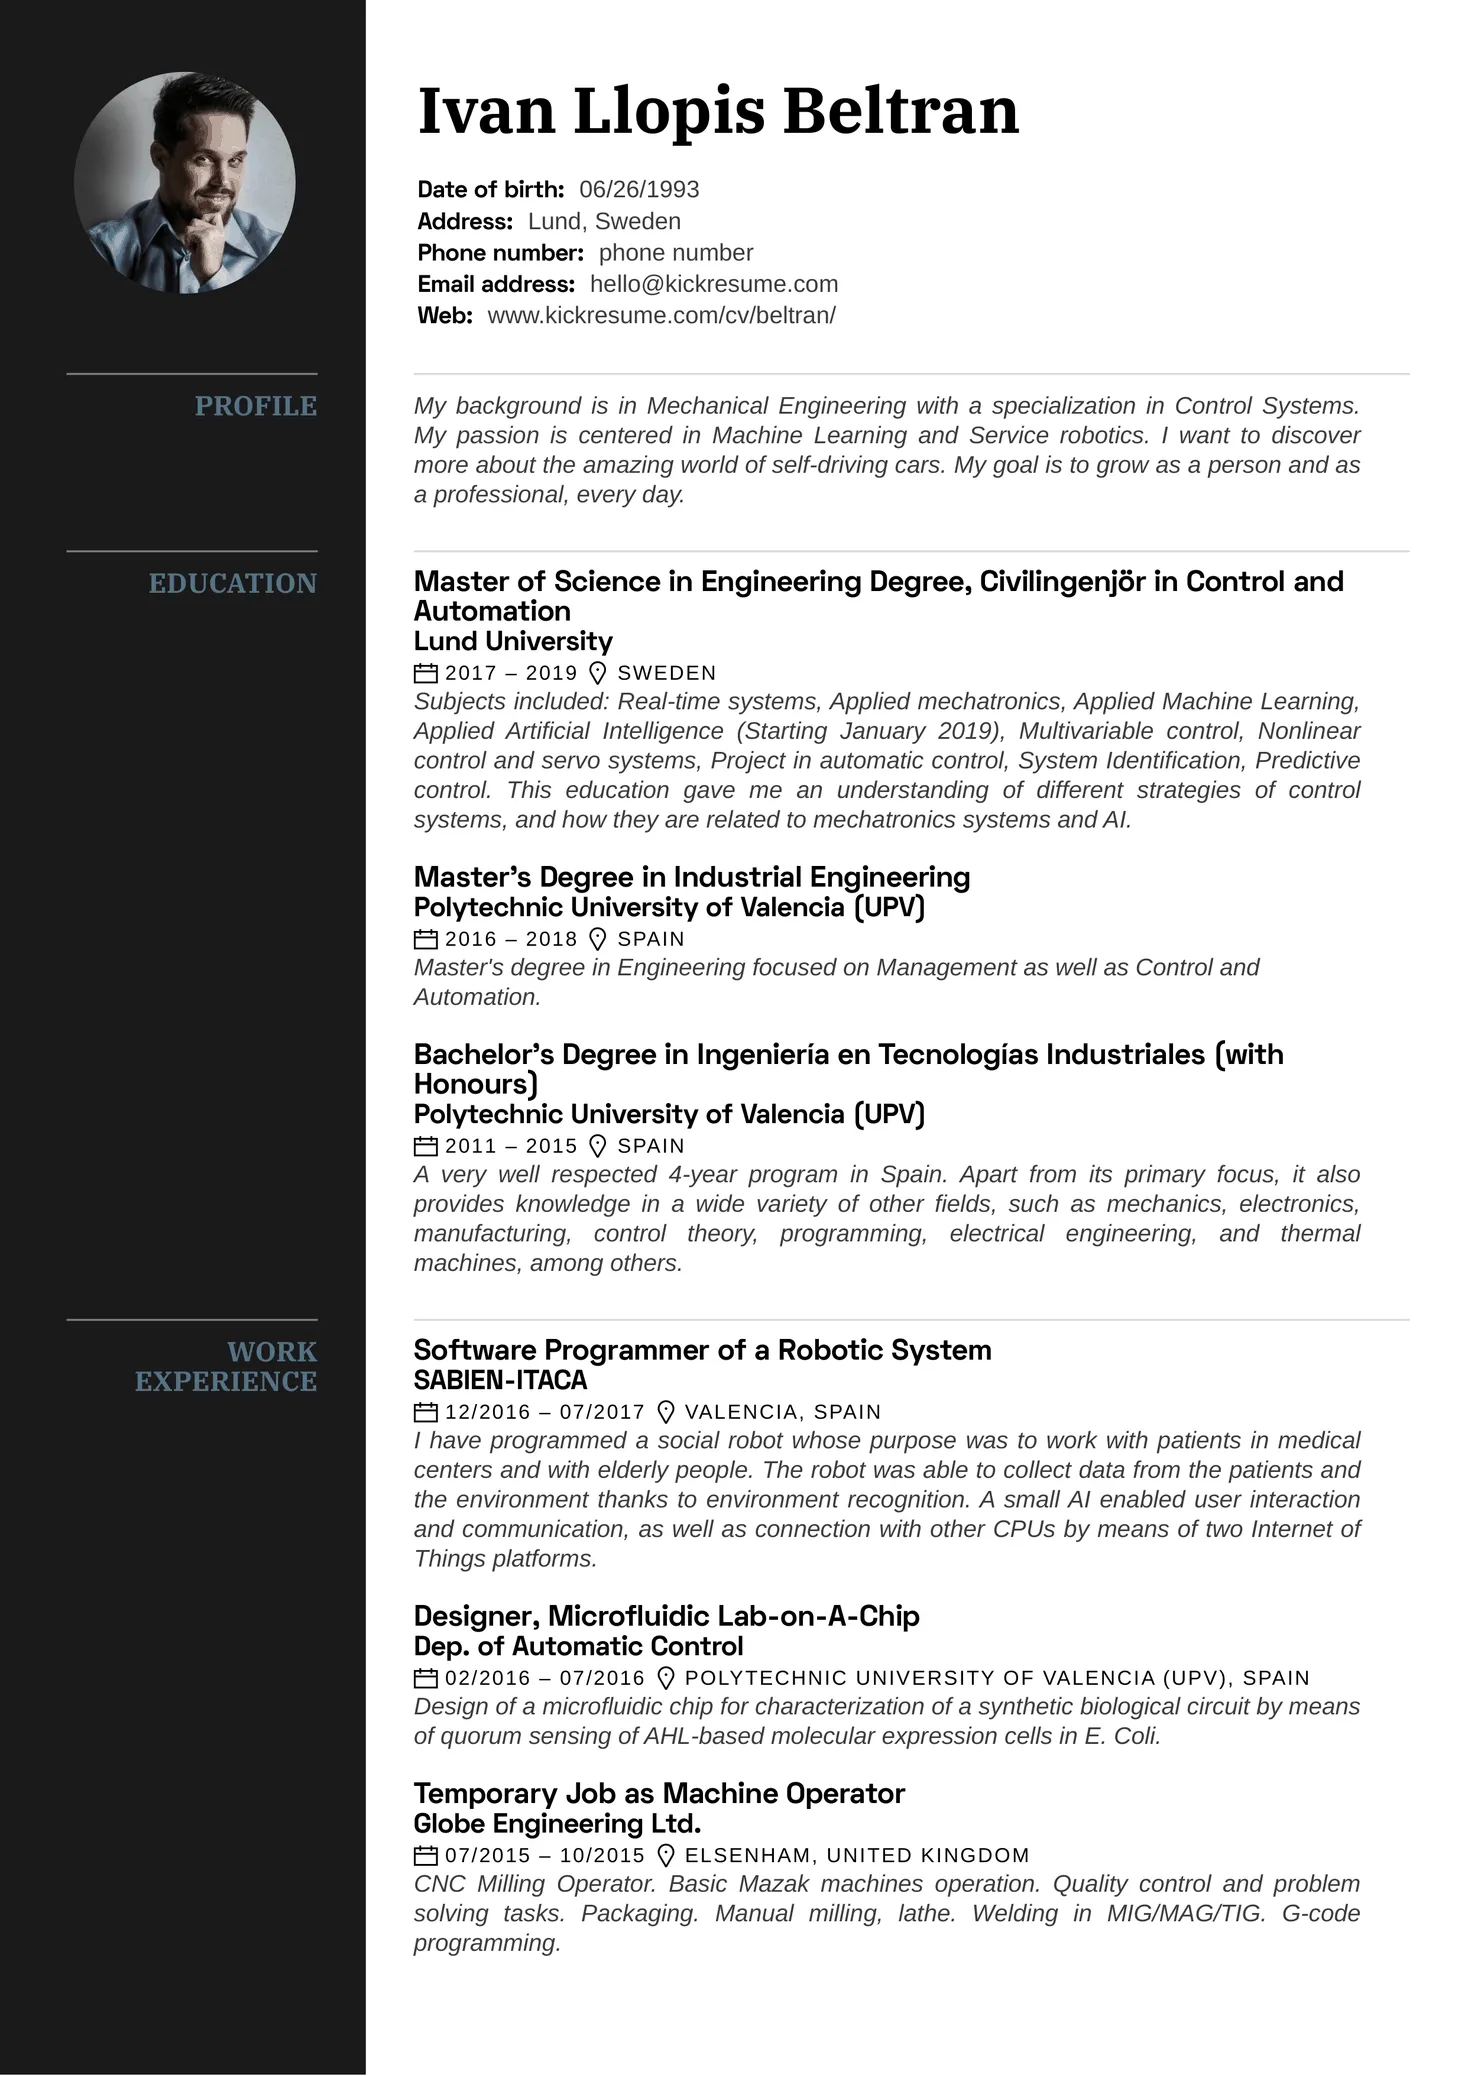 Ivan Llopis Beltran
Date of birth: 06/26/1993
Address: Lund, Sweden
Phone number: phone number
Email address: hello@kickresume.com
Web: www.kickresume.com/cv/beltran/
PROFILE
My background is in Mechanical Engineering with a specialization in Control Systems.
My passion is centered in Machine Learning and Service robotics. I want to discover
more about the amazing world of self-driving cars. My goal is to grow as a person and as
a professional, every day.
EDUCATION
Master of Science in Engineering Degree, Civilingenjör in Control and
Automation
Lund University
2017 – 2019 SWEDEN
Subjects included: Real-time systems, Applied mechatronics, Applied Machine Learning,
Applied Artificial Intelligence (Starting January 2019), Multivariable control, Nonlinear
control and servo systems, Project in automatic control, System Identification, Predictive
control. This education gave me an understanding of different strategies of control
systems, and how they are related to mechatronics systems and AI.
Master's Degree in Industrial Engineering
Polytechnic University of Valencia (UPV)
2016 – 2018 SPAIN
Master's degree in Engineering focused on Management as well as Control and
Automation.
Bachelor's Degree in Ingeniería en Tecnologías Industriales (with
Honours)
Polytechnic University of Valencia (UPV)
2011 – 2015 SPAIN
A very well respected 4-year program in Spain. Apart from its primary focus, it also
provides knowledge in a wide variety of other fields, such as mechanics, electronics,
manufacturing, control theory, programming, electrical engineering, and thermal
machines, among others.
WORK
EXPERIENCE
Software Programmer of a Robotic System
SABIEN-ITACA
12/2016 – 07/2017 VALENCIA, SPAIN
I have programmed a social robot whose purpose was to work with patients in medical
centers and with elderly people. The robot was able to collect data from the patients and
the environment thanks to environment recognition. A small AI enabled user interaction
and communication, as well as connection with other CPUs by means of two Internet of
Things platforms.
Designer, Microfluidic Lab-on-A-Chip
Dep. of Automatic Control
02/2016 – 07/2016 POLYTECHNIC UNIVERSITY OF VALENCIA (UPV), SPAIN
Design of a microfluidic chip for characterization of a synthetic biological circuit by means
of quorum sensing of AHL-based molecular expression cells in E. Coli.
Temporary Job as Machine Operator
Globe Engineering Ltd.
07/2015 – 10/2015 ELSENHAM, UNITED KINGDOM
CNC Milling Operator. Basic Mazak machines operation. Quality control and problem
solving tasks. Packaging. Manual milling, lathe. Welding in MIG/MAG/TIG. G-code
programming.